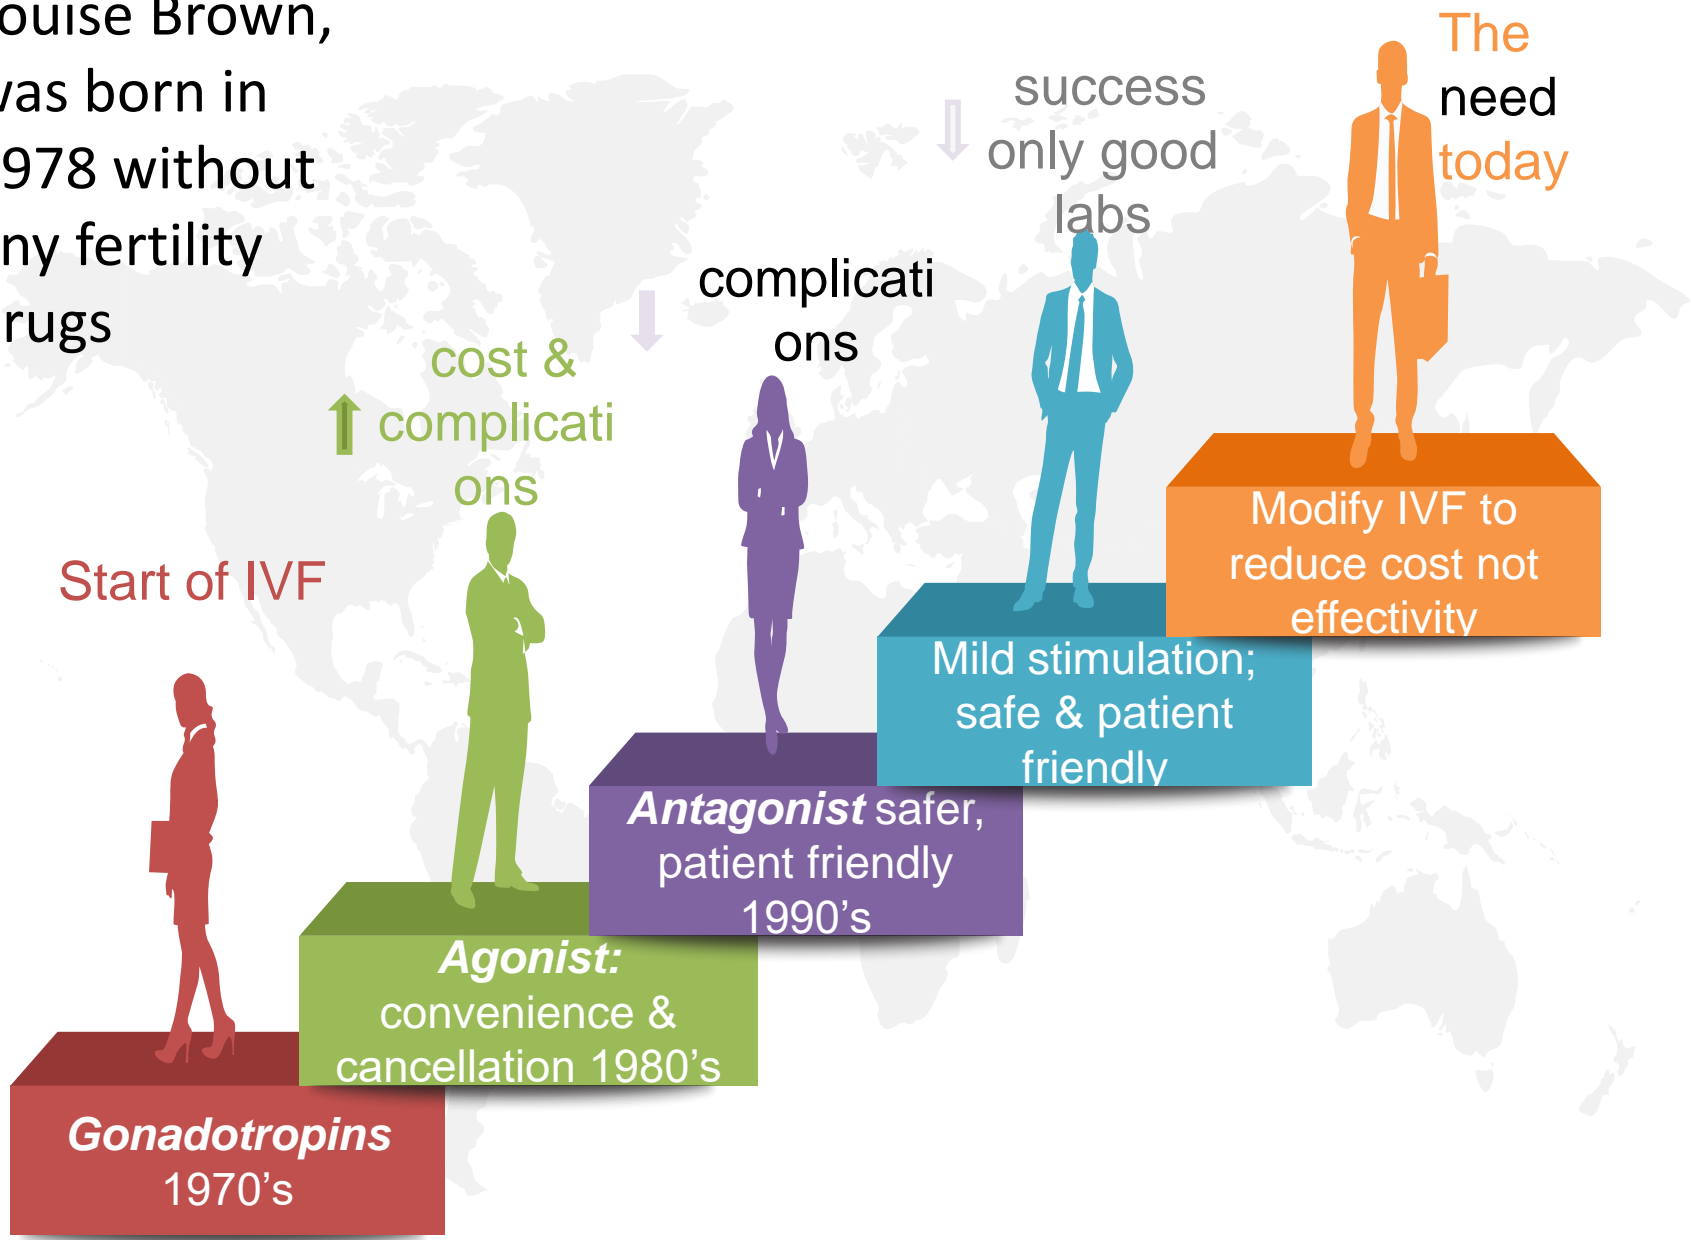 ouise Brown,
was born in
978 without
ny fertility
rugs
The
need
today
success
only good
labs
complicati
ons
cost &
complicati
ons
Start of IVF
Modify IVF to
reduce cost not
effectivity
Mild stimulation;
safe & patient
friendly
Antagonist safer,
patient friendly
1990's
Agonist:
convenience &
cancellation 1980's
Gonadotropins
1970's